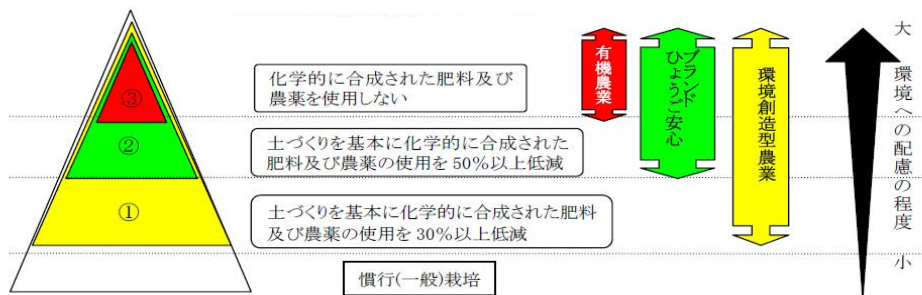 ③
化学的に合成された肥料及び
農薬を使用しない
②
土づくりを基本に化学的に合成された
肥料及び農薬の使用を 50%以上低減
①
土づくりを基本に化学的に合成された肥料
及び農薬の使用を 30%以上低減
慣行(一般)栽培
有機農業
ひょうご安心
ブランド
環境創造型農業
大
環境への配慮の程度
小